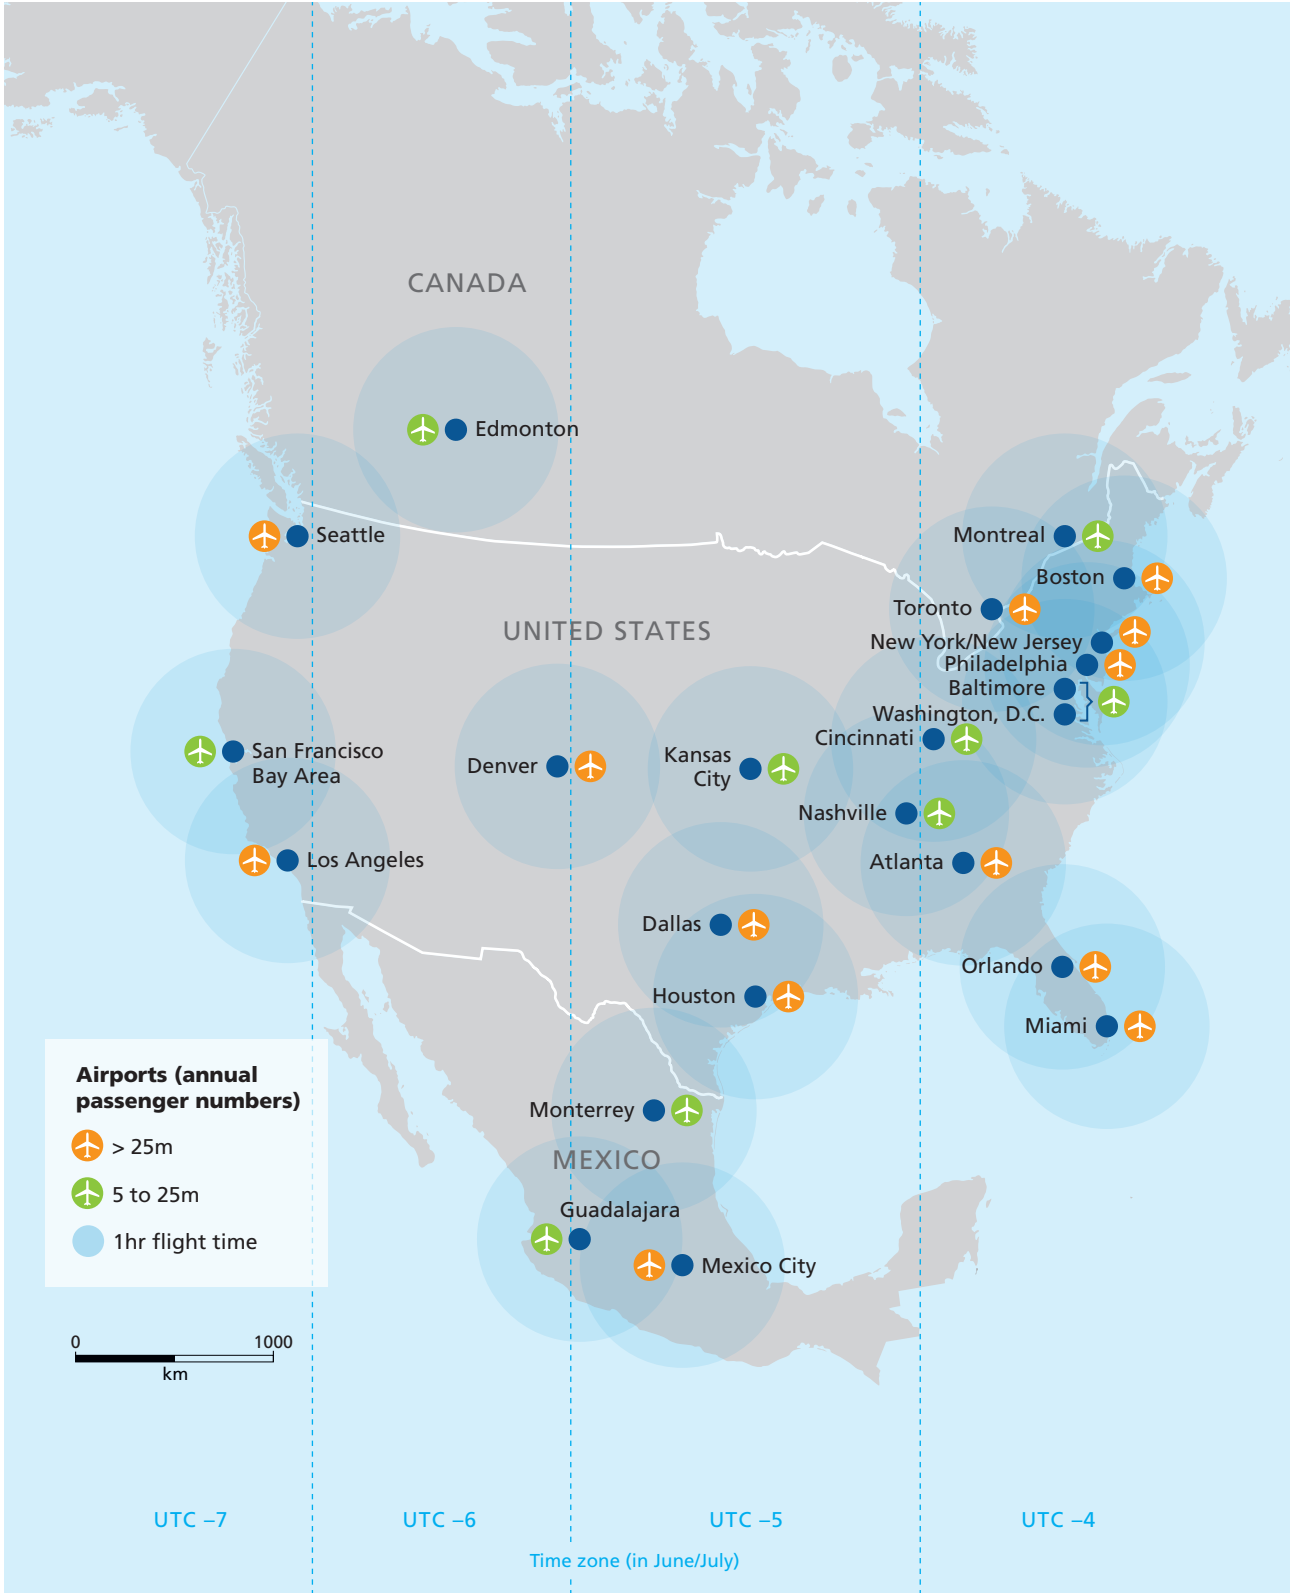 CANADA
Edmonton
Seattle
Montreal
Boston
Toronto
UNITED STATES
New York/New Jersey
Philadelphia
Baltimore
Washington, D.C.
Cincinnati
San Francisco
Bay Area
Denver
Kansas
City
Nashville
Los Angeles
Atlanta
Dallas
Orlando
Houston
Miami
Airports (annual
passenger numbers)
> 25m
5 to 25m
1hr flight time
Monterrey
MEXICO
Guadalajara
Mexico City
0 1000
km
UTC –7 UTC –6 UTC –5 UTC –4
Time zone (in June/July)